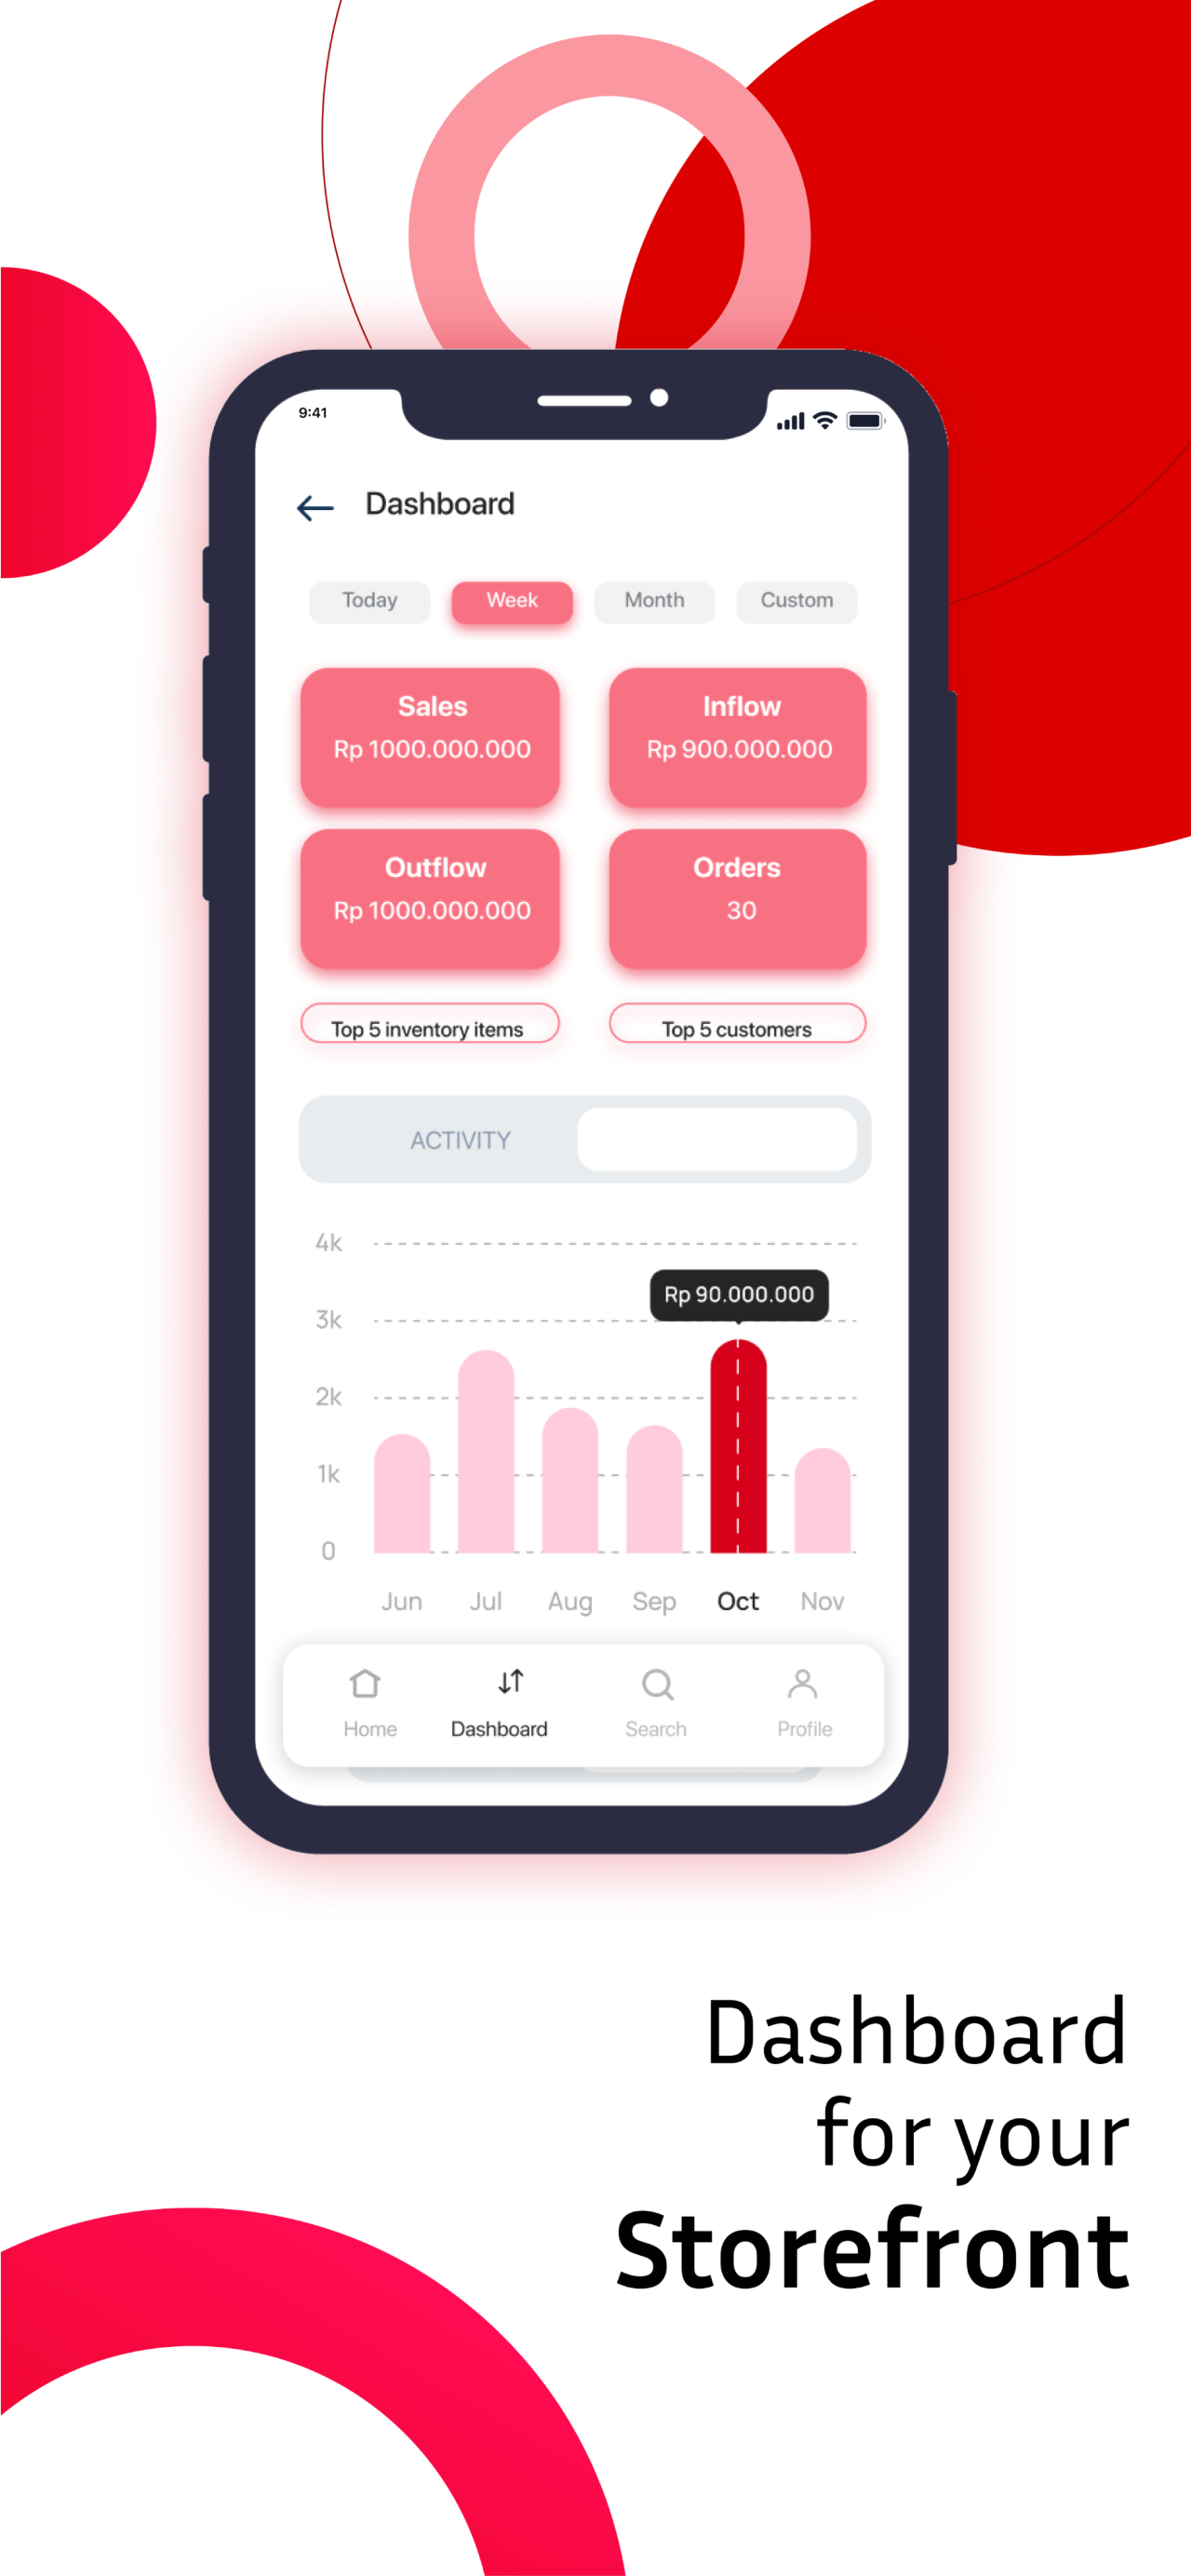 9:41
Dashboard
Today Week Month Custom
Sales Inflow
Rp 1000.000.000 Rp 900.000.000
Outflow Orders
Rp 1000.000.000 30
Top 5 inventory items Top 5 customers
ACTIVITY
4k
Rp 90.000.000
3k
2k
1k
0
Jun Jul Aug Sep Oct Nov
Home Dashboard Search Profile
Dashboard
for your
Storefront